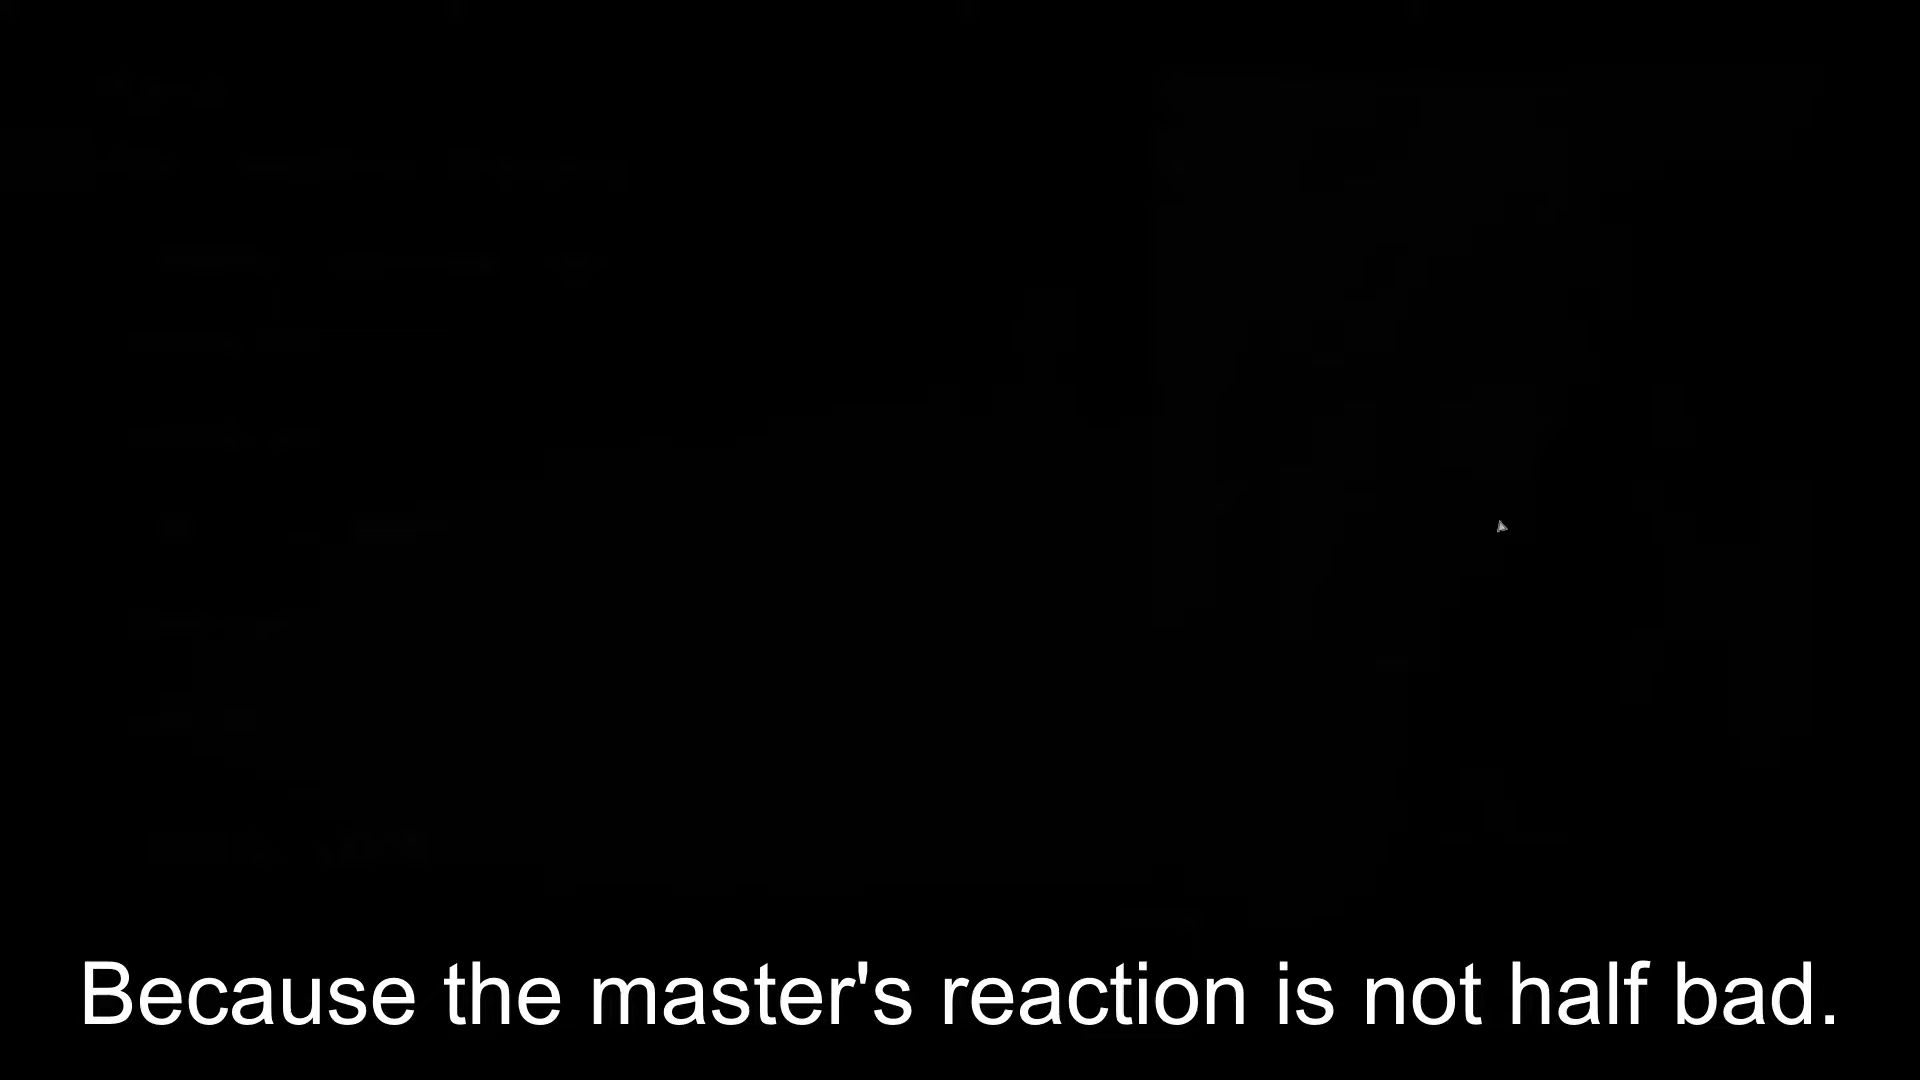 Because the master's reaction is not half bad.